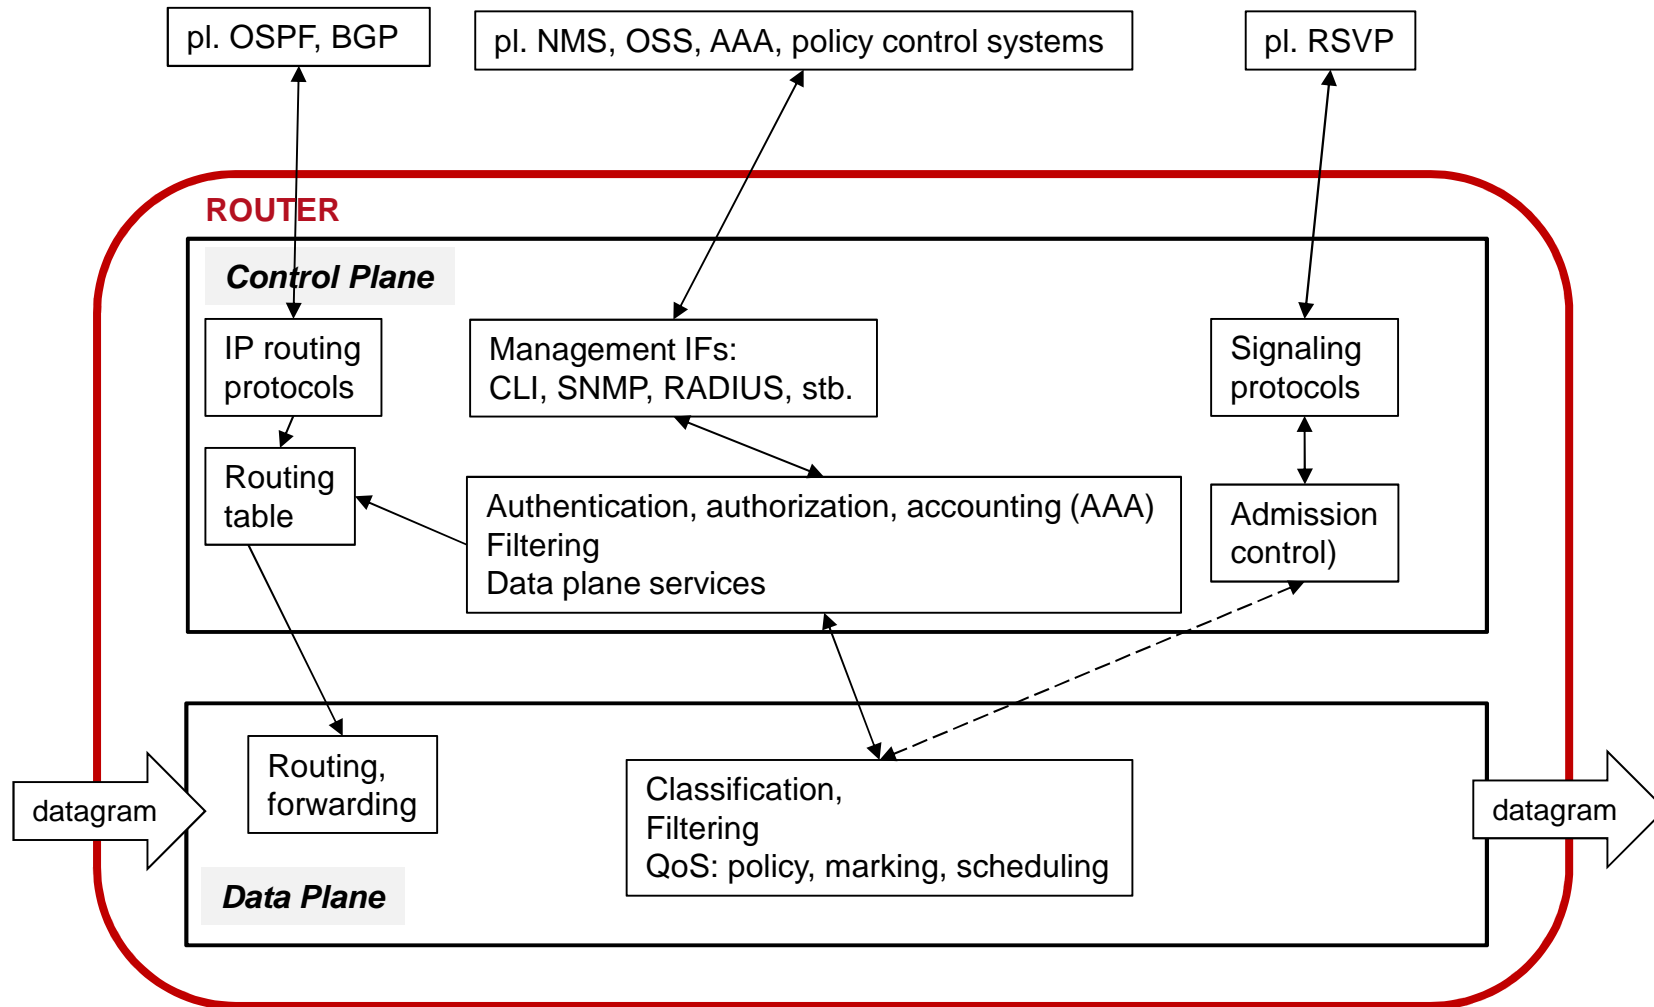 pl. OSPF, BGP
pl. NMS, OSS, AAA, policy control systems
pl. RSVP
ROUTER
Control Plane
IP routing
protocols
Management IFs:
CLI, SNMP, RADIUS, stb.
Signaling
protocols
Routing
table
Authentication, authorization, accounting (AAA)
Filtering
Data plane services
Admission
control)
Routing,
forwarding
Classification,
Filtering
QoS: policy, marking, scheduling
datagram
datagram
Data Plane